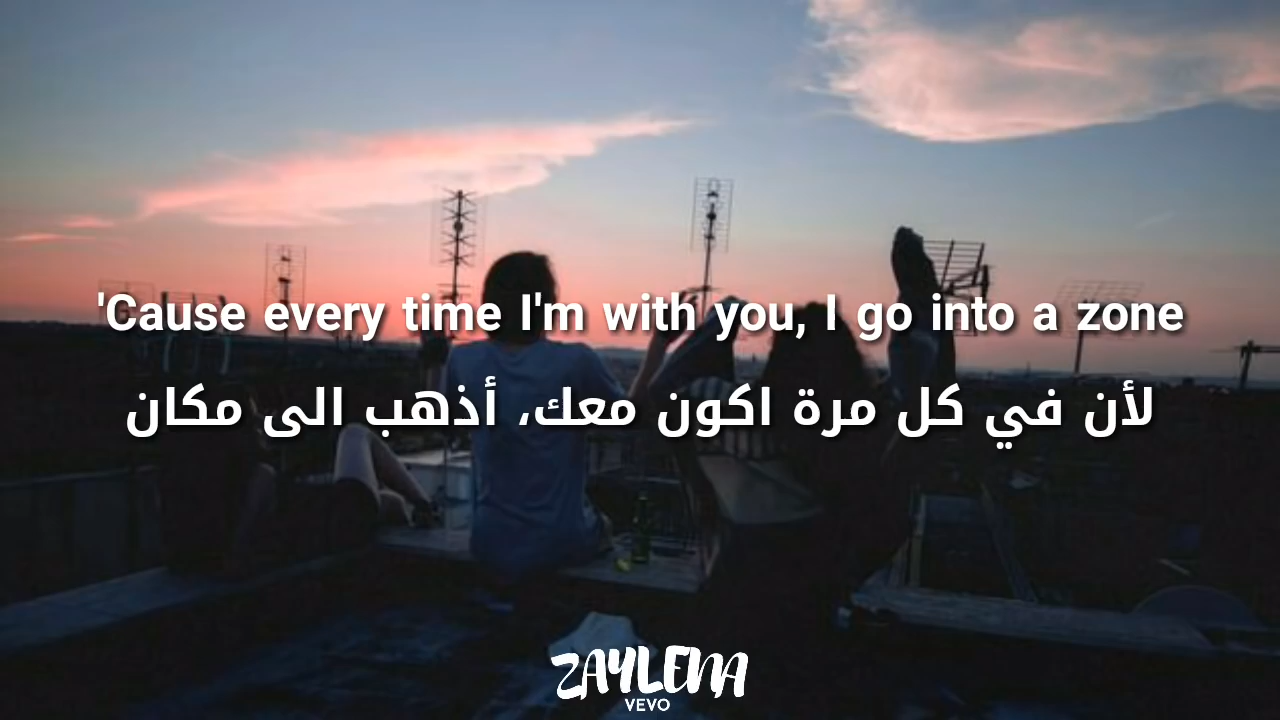 'Cause every time I'm with you, I go into a zone
لأن في كل مرة اكون معك، أذهب الى مكان
ZAYLENA
VEVO